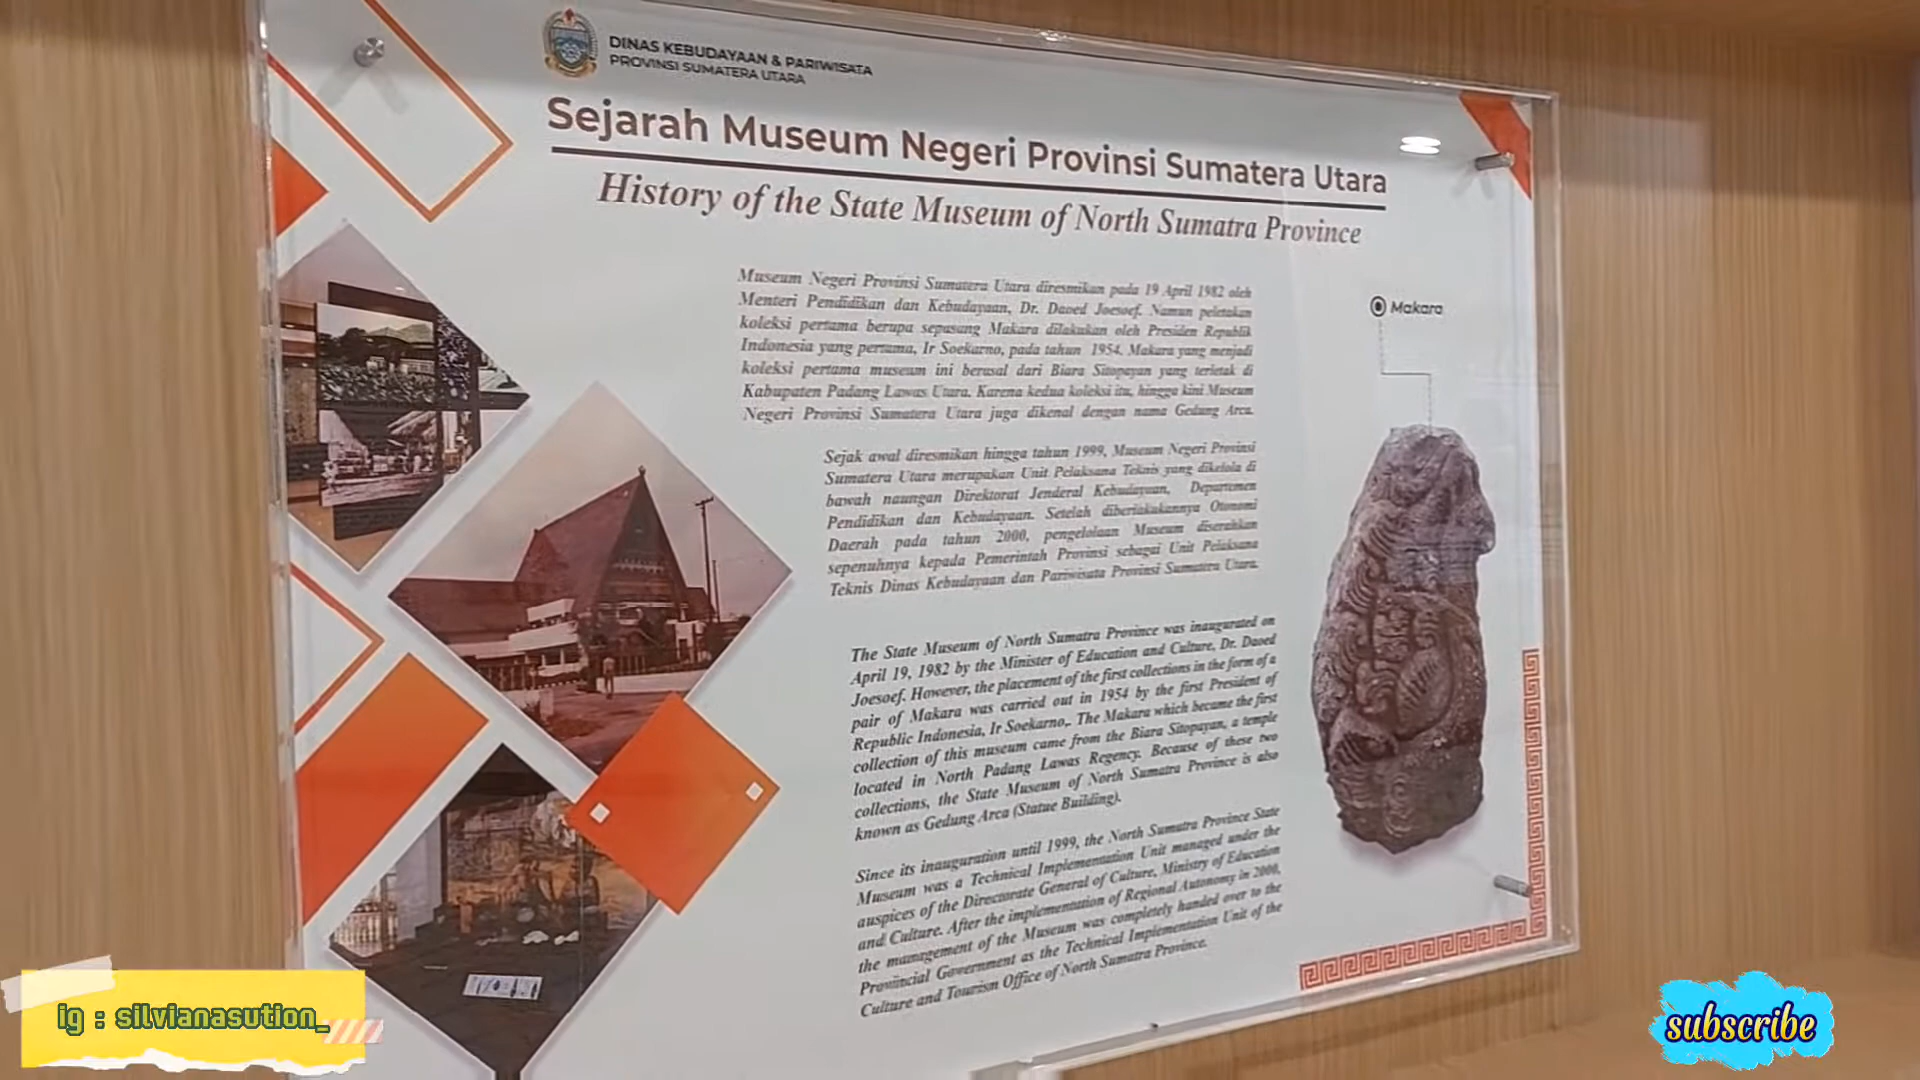 DINAS KEBUDAYAAN & PARIWISATA
PROVINSI SUMATERA UTARA
Sejarah Museum Negeri Provinsi Sumatera Utara
History of the State Museum of North Sumatra Province
Museum Negeri Provinsi Sumatera Utara diresmikan pada 19 April 1982 oleh
Menteri Pendidikan dan Kebudayaan, Dr. Daoed Joesoef. Namun peletakan
koleksi pertama berupa sepasang Makara dilakukan oleh Presiden Republik
Indonesia yang pertama, Ir Soekarno, pada tahun 1954. Makara yang menjadi
koleksi pertama museum ini berasal dari Biara Sitopayan yang terletak di
Kabupaten Padang Lawas Utara. Karena kedua koleksi itu, hingga kini Museum
Negeri Provinsi Sumatera Utara juga dikenal dengan nama Gedung Arca.
Sejak awal diresmikan hingga tahun 1999, Museum Negeri Provinsi
Sumatera Utara merupakan Unit Pelaksana Teknis yang dikelola di
bawah naungan Direktorat Jenderal Kebudayaan, Departemen
Pendidikan dan Kebudayaan. Setelah diberlakukannya Otonomi
Daerah pada tahun 2000, pengelolaan Museum diserahkan
sepenuhnya kepada Pemerintah Provinsi sebagai Unit Pelaksana
Teknis Dinas Kebudayaan dan Pariwisata Provinsi Sumatera Utara.
The State Museum of North Sumatra Province was inaugurated on
April 19, 1982 by the Minister of Education and Culture, Dr. Daoed
Joesoef. However, the placement of the first collections in the form of a
pair of Makara was carried out in 1954 by the first President of
Republic Indonesia, Ir Soekarno,. The Makara which became the first
collection of this museum came from the Biara Sitopayan, a temple
located in North Padang Lawas Regency. Because of these two
collections, the State Museum of North Sumatra Province is also
known as Gedung Arca (Statue Building).
Since its inauguration until 1999, the North Sumatra Province State
Museum was a Technical Implementation Unit managed under the
auspices of the Directorate General of Culture, Ministry of Education
and Culture. After the implementation of Regional Autonomy in 2000,
the management of the Museum was completely handed over to the
Provincial Government as the Technical Implementation Unit of the
Culture and Tourism Office of North Sumatra Province.
Makara
ig : silvianasution_
subscribe